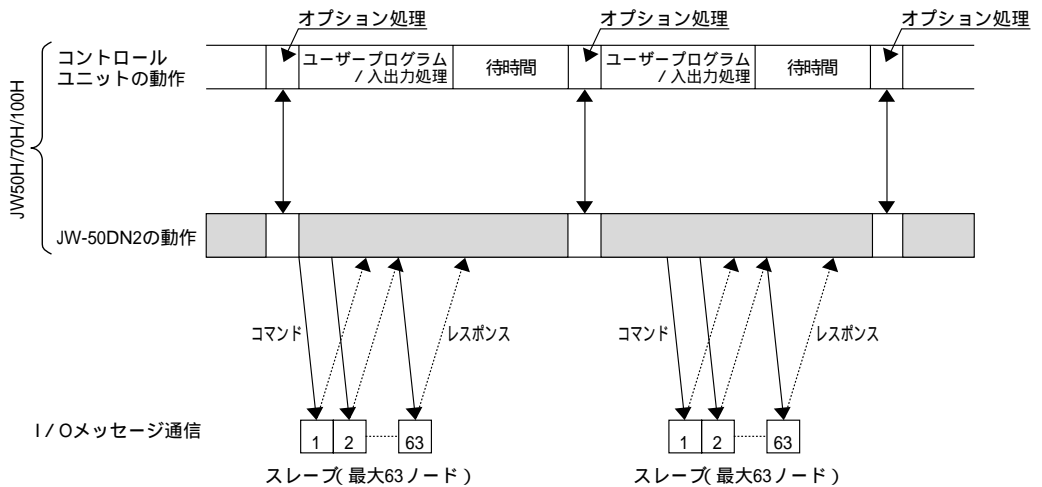 オプション処理
オプション処理
オプション処理
JW50H/70H/100H
コントロール
ユニットの動作
ユーザープログラム
/ 入出力処理
待時間
ユーザープログラム
/ 入出力処理
待時間
JW-50DN2の動作
コマンド
レスポンス
コマンド
レスポンス
I / Oメッセージ通信
1 2 63
1 2 63
スレーブ( 最大63ノード )
スレーブ( 最大63ノード )